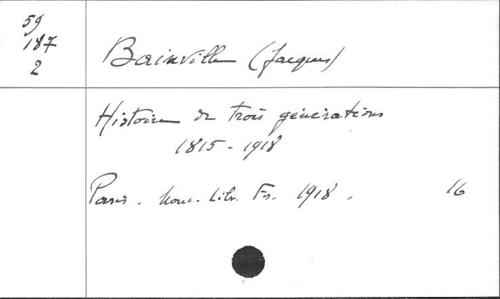 59
187
2
Bainville (Jacques)
Histoire de trois générations
1815-1918
Paris. Nouv. Libr. Fr. 1918. 16